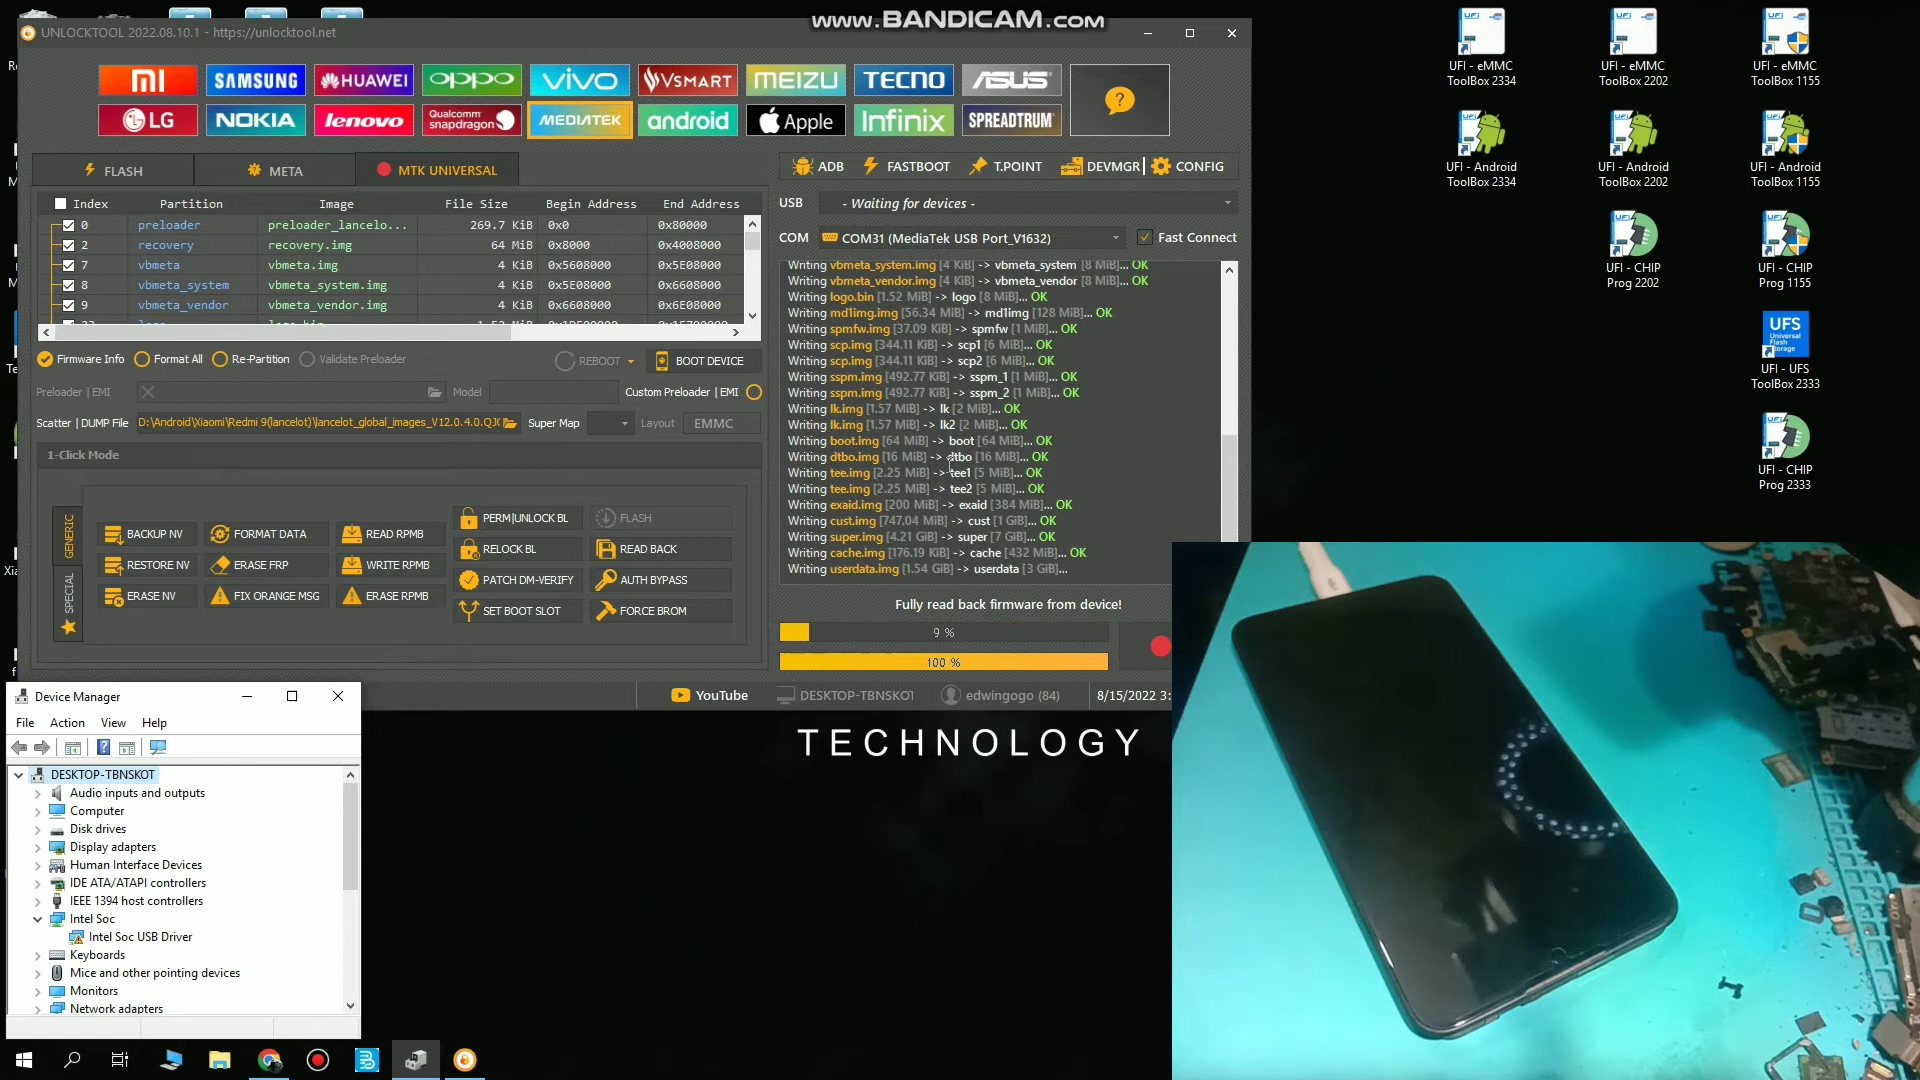 www.BANDICAM.com
UNLOCKTOOL 2022.08.10.1 - https://unlocktool.net
SAMSUNG HUAWEI oppo vivo VSMART MEIZU TECNO ASUS ?
LG NOKIA lenovo Qualcomm snapdragon MEDIATEK android Apple Infinix SPREADTRUM
FLASH META MTK UNIVERSAL
ADB FASTBOOT T.POINT DEVMGR CONFIG
Index Partition Image File Size Begin Address End Address
0 preloader preloader_lancelo... 269.7 KiB 0x0 0x80000
2 recovery recovery.img 64 MiB 0x8000 0x4008000
7 vbmeta vbmeta.img 4 KiB 0x5608000 0x5E08000
8 vbmeta_system vbmeta_system.img 4 KiB 0x5E08000 0x6608000
9 vbmeta_vendor vbmeta_vendor.img 4 KiB 0x6608000 0x6E08000
Firmware Info Format All Re-Partition Validate Preloader
REBOOT BOOT DEVICE
Preloader | EMI Model Custom Preloader | EMI
Scatter | DUMP File D:\Android\Xiaomi\Redmi 9(lancelot)\lancelot_global_images_V12.0.4.0.QJC Super Map Layout EMMC
1-Click Mode
GENERIC
SPECIAL
BACKUP NV FORMAT DATA READ RPMB
RESTORE NV ERASE FRP WRITE RPMB
ERASE NV FIX ORANGE MSG ERASE RPMB
PERM|UNLOCK BL FLASH
RELOCK BL READ BACK
PATCH DM-VERIFY AUTH BYPASS
SET BOOT SLOT FORCE BROM
USB - Waiting for devices -
COM COM31 (MediaTek USB Port_V1632) Fast Connect
Writing vbmeta_system.img [4 KiB] -> vbmeta_system [8 MiB]... OK
Writing vbmeta_vendor.img [4 KiB] -> vbmeta_vendor [8 MiB]... OK
Writing logo.bin [1.52 MiB] -> logo [8 MiB]... OK
Writing md1img.img [56.34 MiB] -> md1img [128 MiB]... OK
Writing spmfw.img [37.09 KiB] -> spmfw [1 MiB]... OK
Writing scp.img [344.11 KiB] -> scp1 [6 MiB]... OK
Writing scp.img [344.11 KiB] -> scp2 [6 MiB]... OK
Writing sspm.img [492.77 KiB] -> sspm_1 [1 MiB]... OK
Writing sspm.img [492.77 KiB] -> sspm_2 [1 MiB]... OK
Writing lk.img [1.57 MiB] -> lk [2 MiB]... OK
Writing lk.img [1.57 MiB] -> lk2 [2 MiB]... OK
Writing boot.img [64 MiB] -> boot [64 MiB]... OK
Writing dtbo.img [16 MiB] -> dtbo [16 MiB]... OK
Writing tee.img [2.25 MiB] -> tee1 [5 MiB]... OK
Writing tee.img [2.25 MiB] -> tee2 [5 MiB]... OK
Writing exaid.img [200 MiB] -> exaid [384 MiB]... OK
Writing cust.img [747.04 MiB] -> cust [1 GiB]... OK
Writing super.img [4.21 GiB] -> super [7 GiB]... OK
Writing cache.img [176.19 KiB] -> cache [432 MiB]... OK
Writing userdata.img [1.54 GiB] -> userdata [3 GiB]...
Fully read back firmware from device!
9 %
100 %
YouTube DESKTOP-TBNSKOT edwingogo (84) 8/15/2022 3:
TECHNOLOGY
Device Manager
File Action View Help
DESKTOP-TBNSKOT
Audio inputs and outputs
Computer
Disk drives
Display adapters
Human Interface Devices
IDE ATA/ATAPI controllers
IEEE 1394 host controllers
Intel Soc
Intel Soc USB Driver
Keyboards
Mice and other pointing devices
Monitors
Network adapters
UFI - eMMC ToolBox 2334
UFI - eMMC ToolBox 2202
UFI - eMMC ToolBox 1155
UFI - Android ToolBox 2334
UFI - Android ToolBox 2202
UFI - Android ToolBox 1155
UFI - CHIP Prog 2202
UFI - CHIP Prog 1155
UFS
Universal Flash Storage
UFI - UFS ToolBox 2333
UFI - CHIP Prog 2333